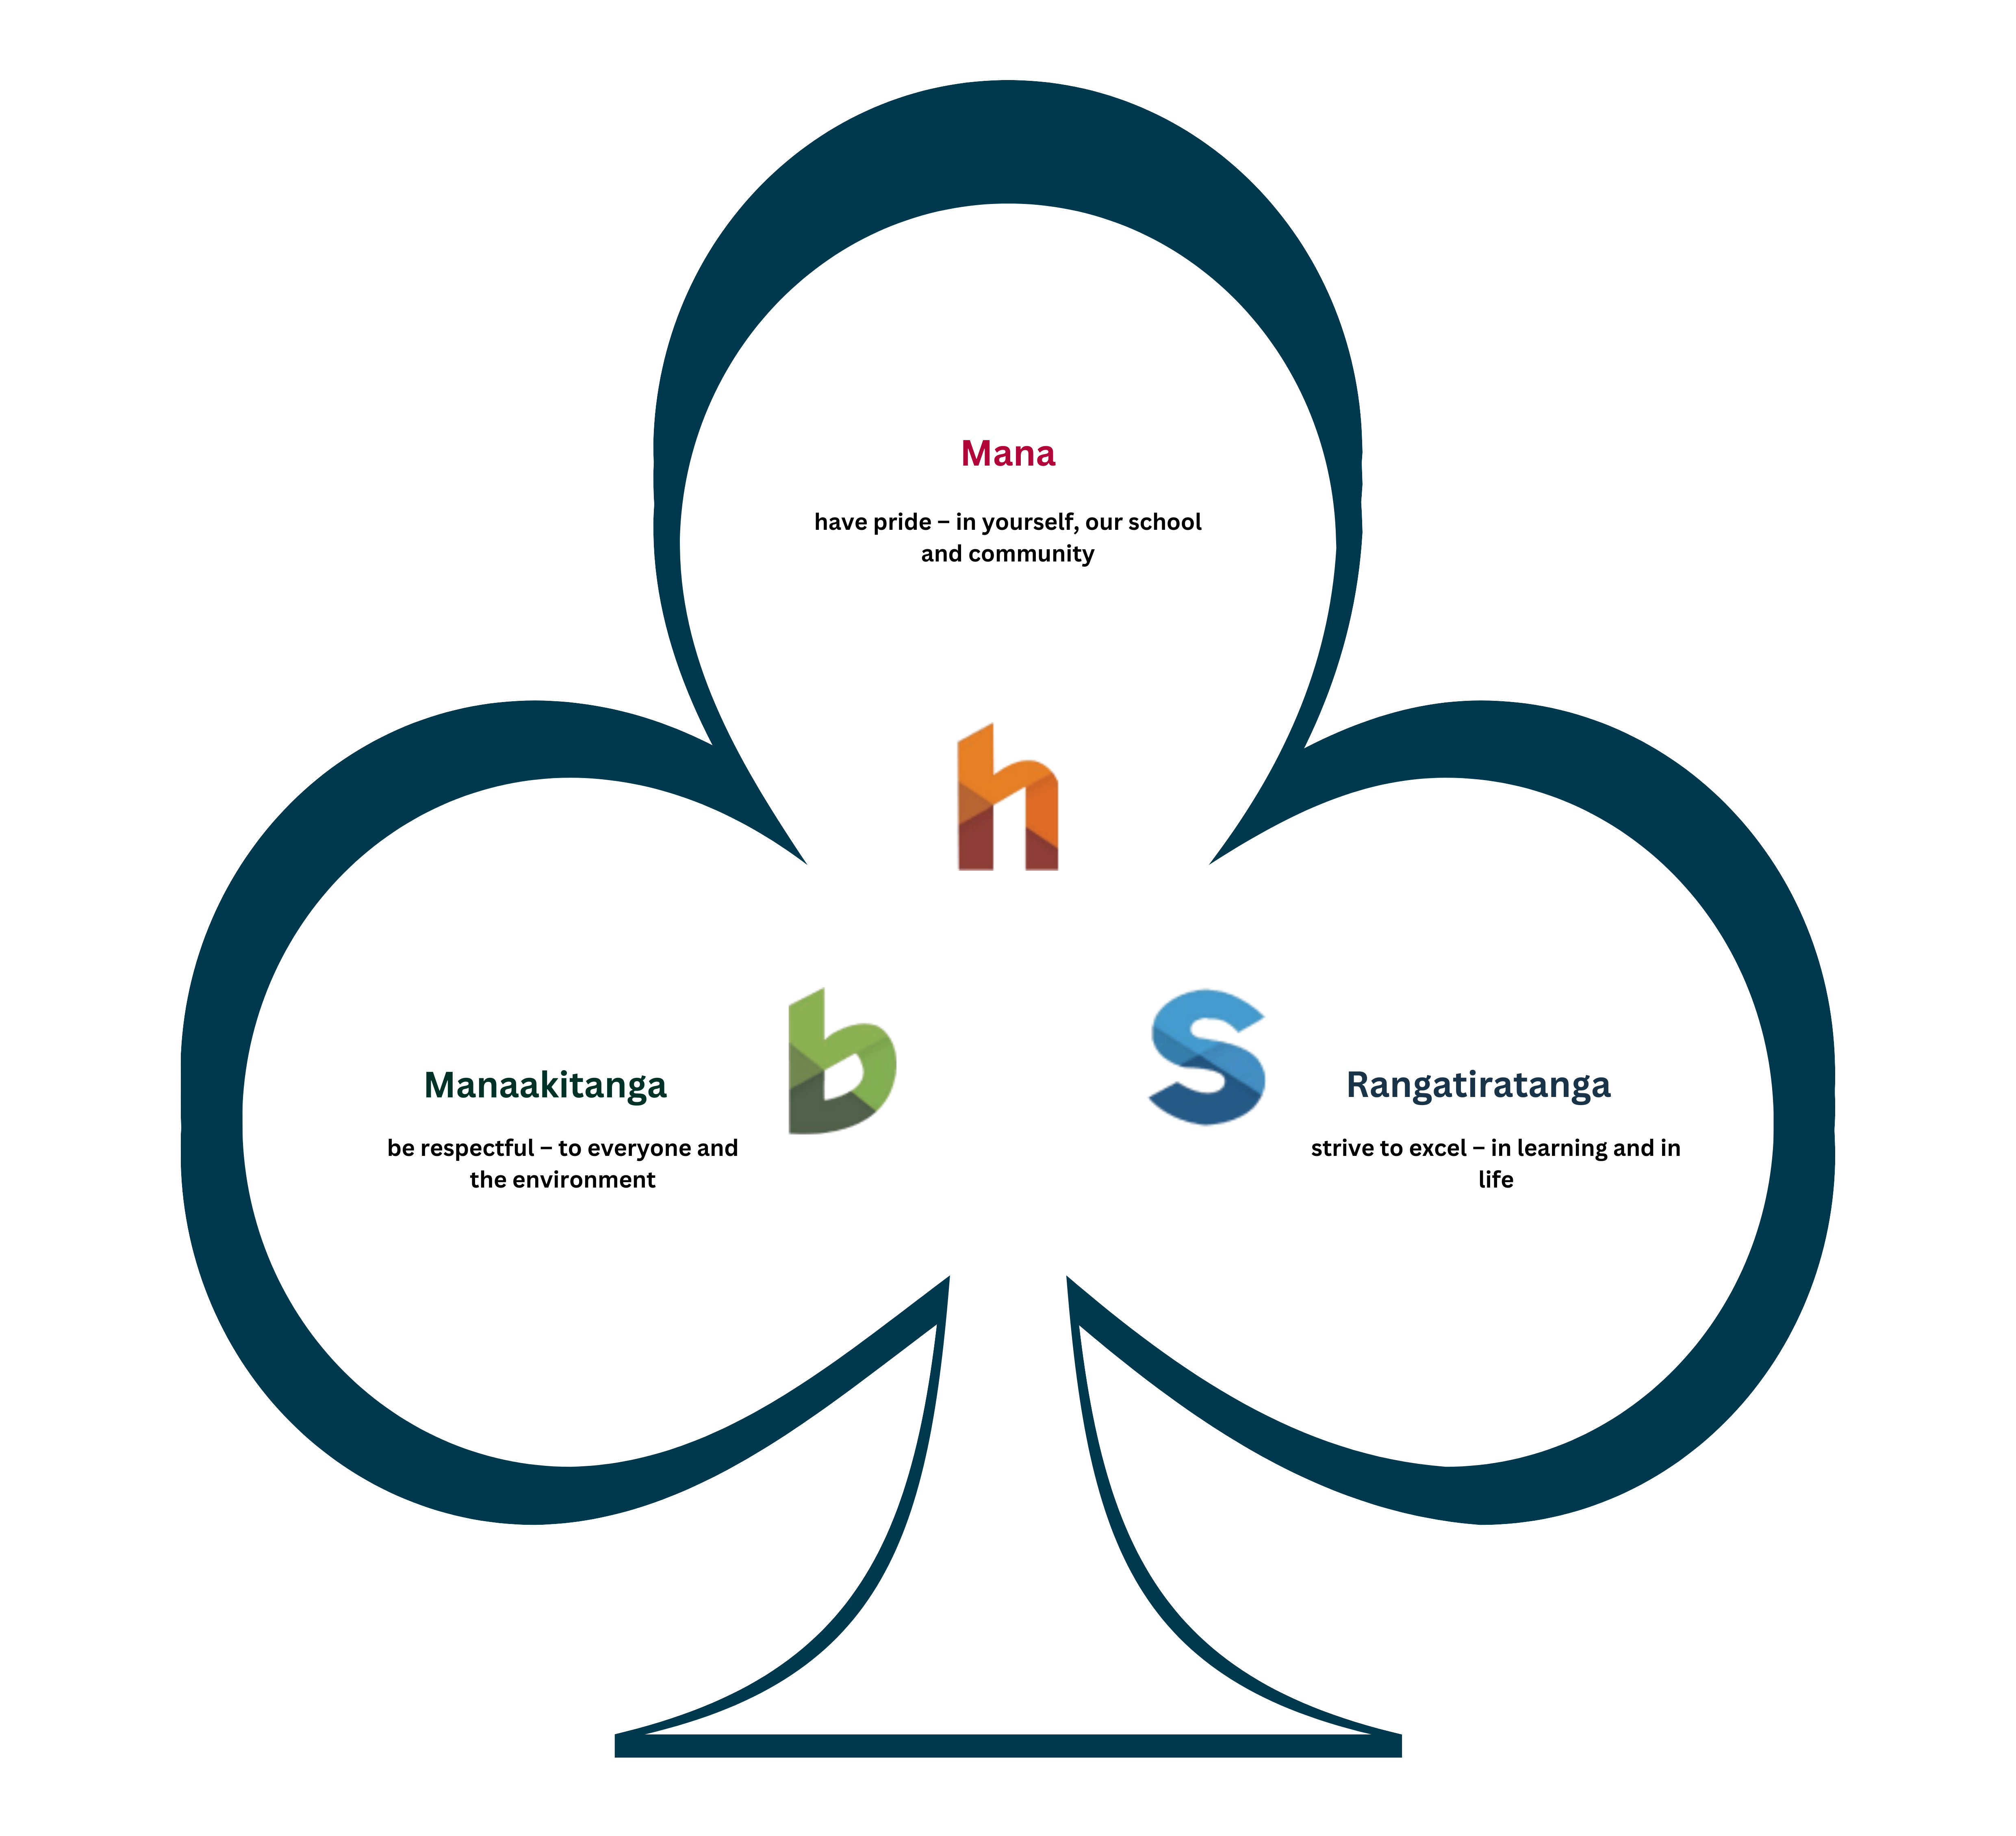 Mana
have pride – in yourself, our school
and community
h
b
s
Manaakitanga
be respectful – to everyone and
the environment
Rangatiratanga
strive to excel – in learning and in
life